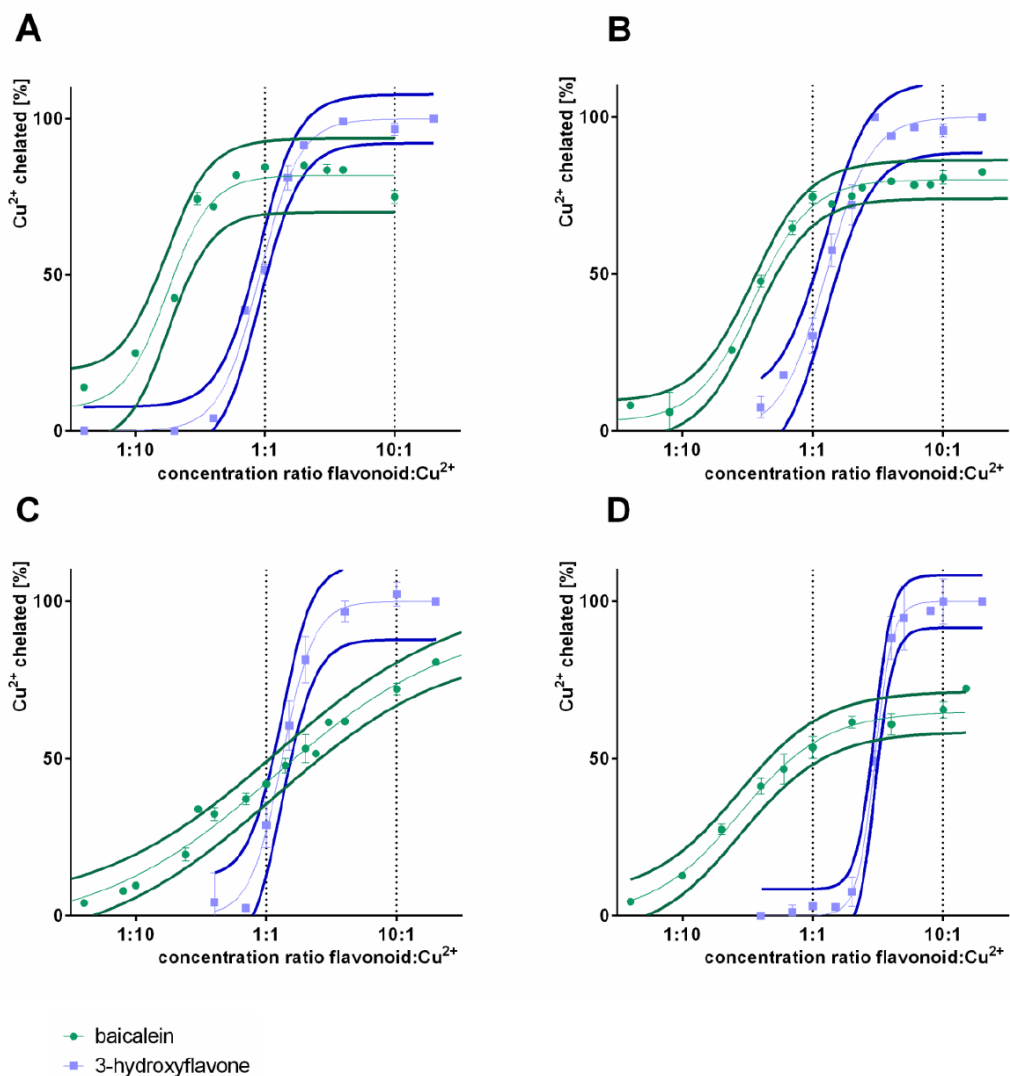 A
B
Cu²⁺ chelated [%]
100
50
0
1:10
1:1
10:1
concentration ratio flavonoid:Cu²⁺
Cu²⁺ chelated [%]
100
50
0
1:10
1:1
10:1
concentration ratio flavonoid:Cu²⁺
C
D
Cu²⁺ chelated [%]
100
50
0
1:10
1:1
10:1
concentration ratio flavonoid:Cu²⁺
Cu²⁺ chelated [%]
100
50
0
1:10
1:1
10:1
concentration ratio flavonoid:Cu²⁺
baicalein
3-hydroxyflavone